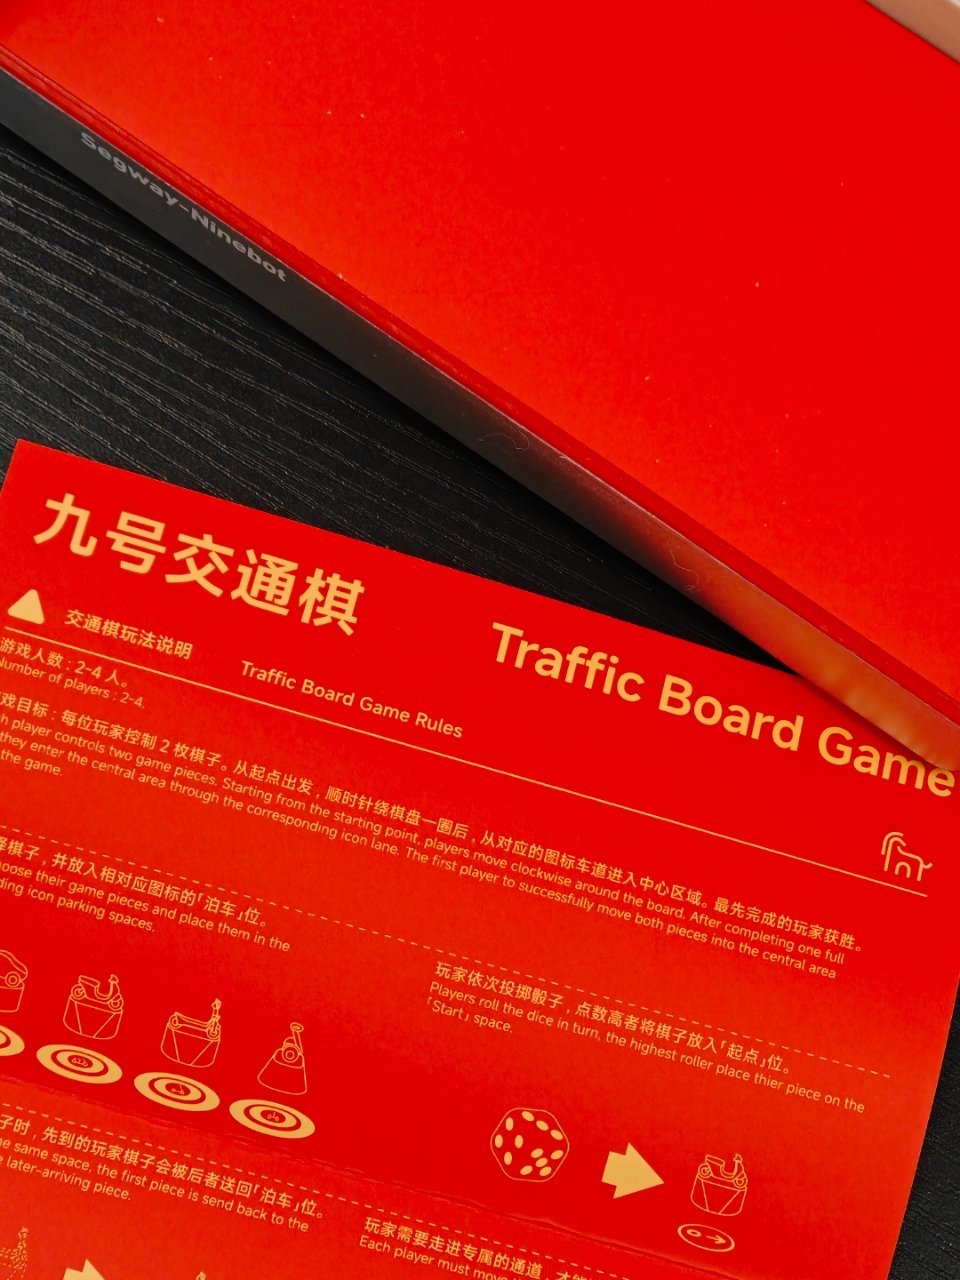 Segway-Ninebot
九号交通棋
Traffic Board Game
交通棋玩法说明
Traffic Board Game Rules
游戏人数：2-4 人。
Number of players : 2-4.
戏目标：每位玩家控制 2 枚棋子。从起点出发，顺时针绕棋盘一圈后，从对应的图标车道进入中心区域。最先完成的玩家获胜。
player controls two game pieces. Starting from the starting point, players move clockwise around the board. After completing one full
they enter the central area through the corresponding icon lane. The first player to successfully move both pieces into the central area
the game.
棋子，并放入相对应图标的「泊车」位。
their game pieces and place them in the
icon parking spaces.
玩家依次投掷骰子，点数高者将棋子放入「起点」位。
Players roll the dice in turn, the highest roller place thier piece on the
「Start」 space.
子时，先到的玩家棋子会被后者送回「泊车」位。
same space, the first piece is send back to the
later-arriving piece.
玩家需要走进专属的通道，才能
Each player must move